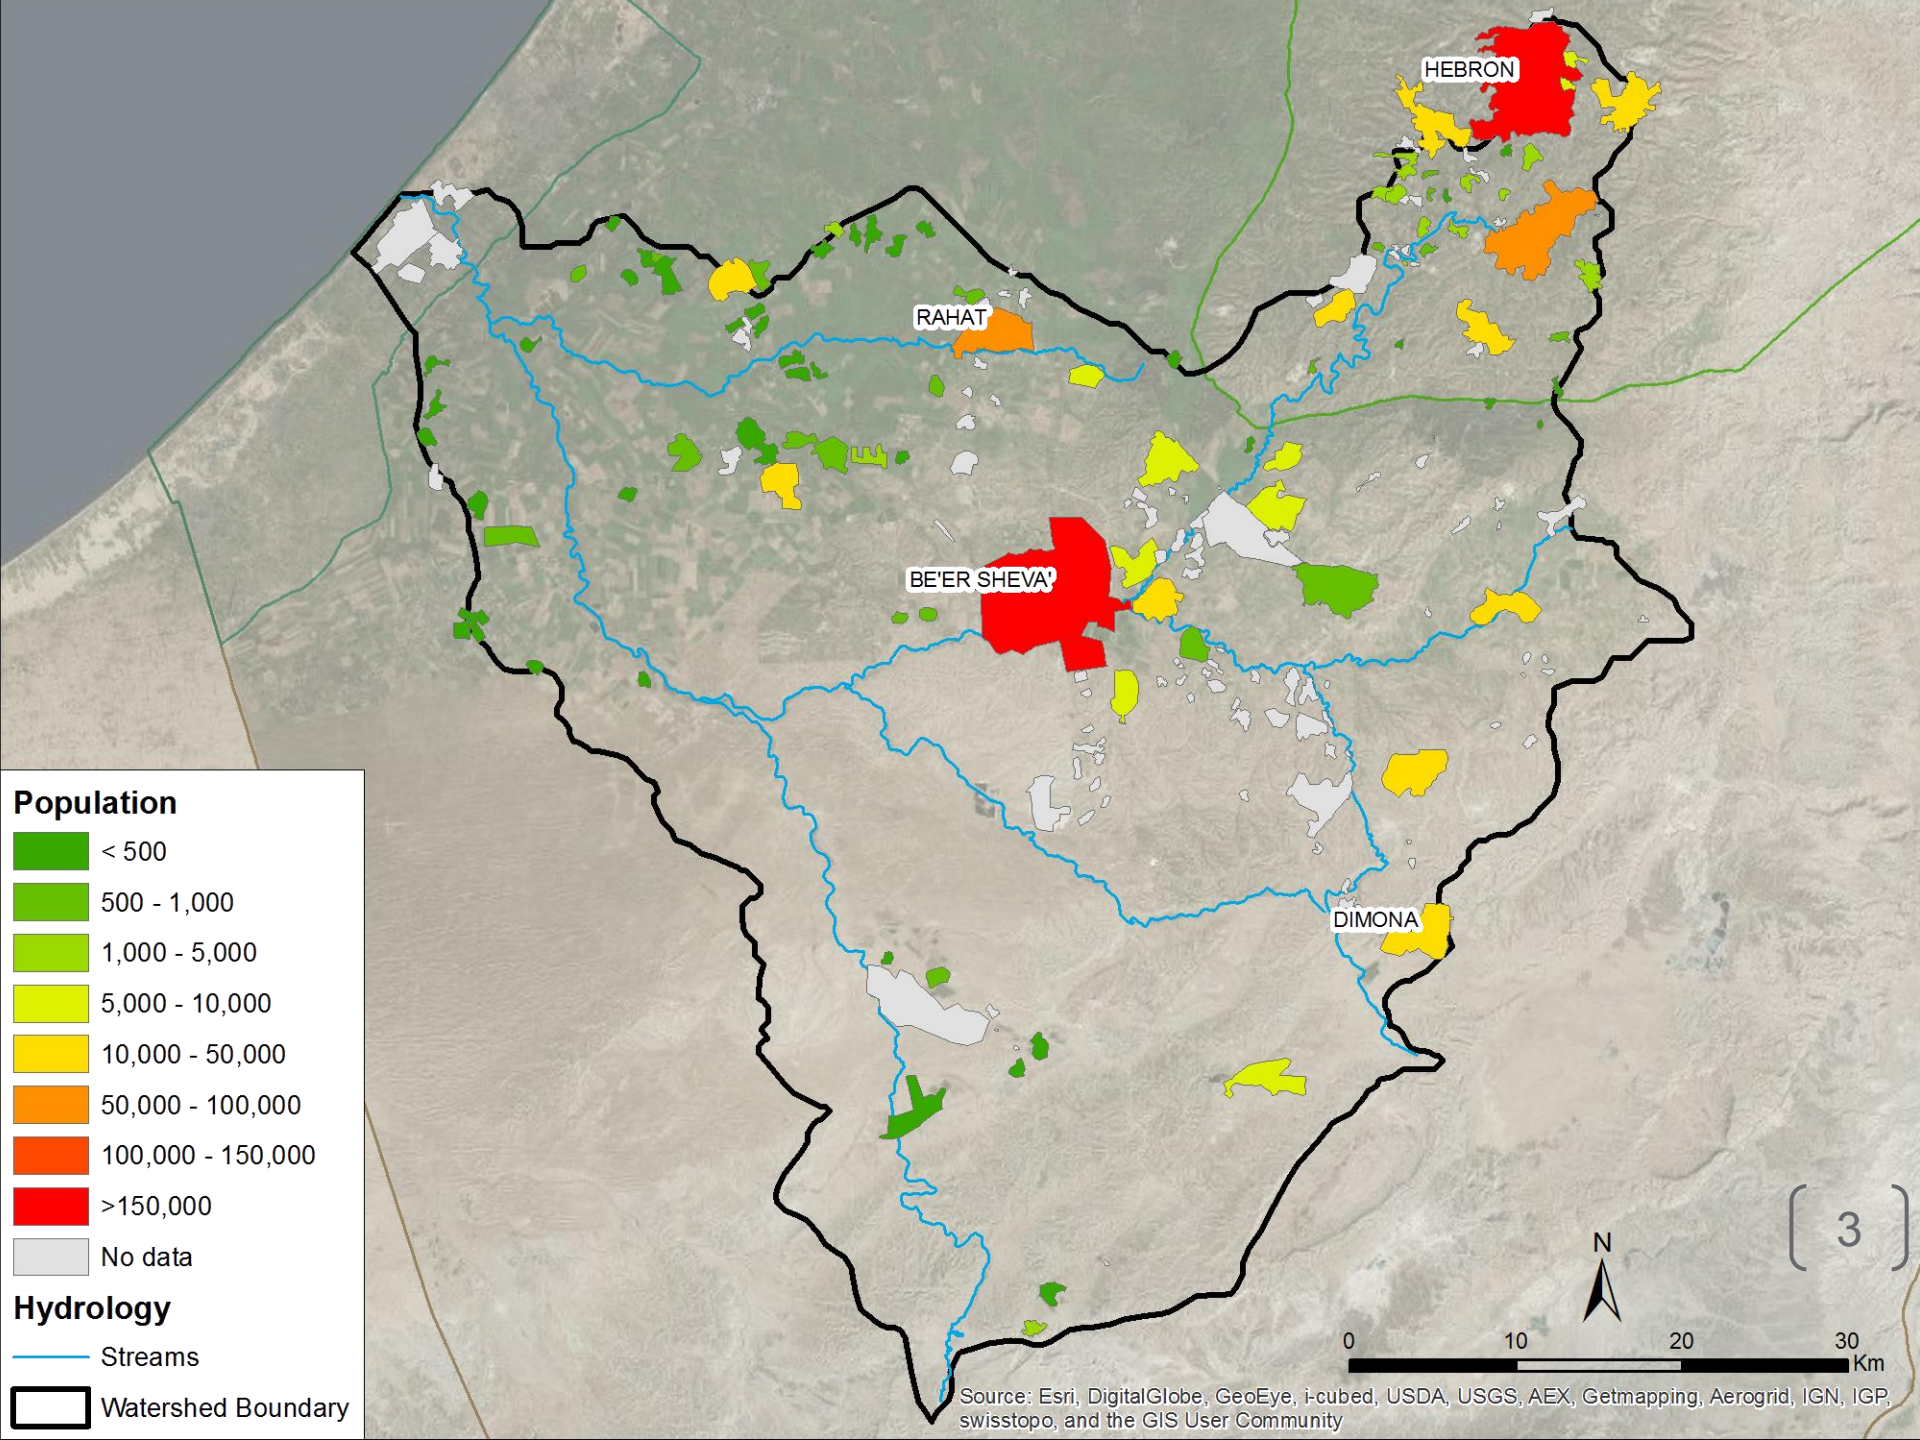 HEBRON
RAHAT
BE'ER SHEVA'
DIMONA
Population
< 500
500 - 1,000
1,000 - 5,000
5,000 - 10,000
10,000 - 50,000
50,000 - 100,000
100,000 - 150,000
>150,000
No data
Hydrology
Streams
Watershed Boundary
3
N
0 10 20 30
Km
Source: Esri, DigitalGlobe, GeoEye, i-cubed, USDA, USGS, AEX, Getmapping, Aerogrid, IGN, IGP,
swisstopo, and the GIS User Community